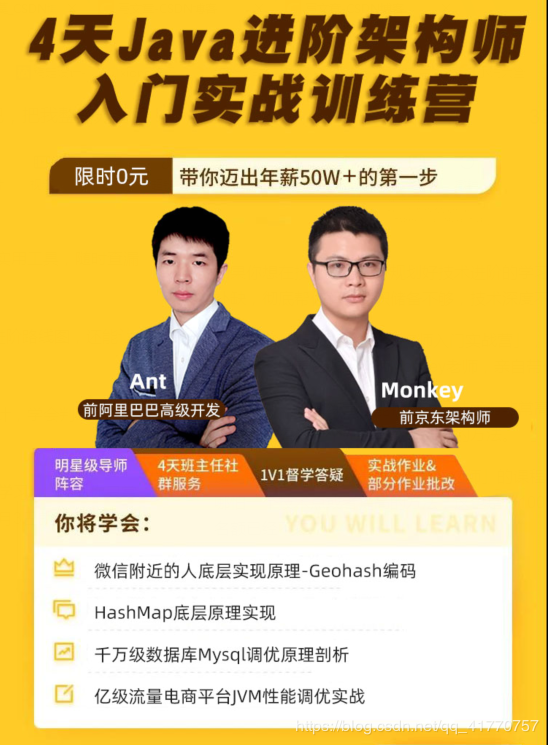 4天Java进阶架构师
入门实战训练营
限时0元 带你迈出年薪50W+的第一步
Ant
前阿里巴巴高级开发
Monkey
前京东架构师
明星级导师
阵容
4天班主任社
群服务
1V1督学答疑
实战作业&
部分作业批改
你将学会： YOU WILL LEARN
微信附近的人底层实现原理-Geohash编码
HashMap底层原理实现
千万级数据库Mysql调优原理剖析
亿级流量电商平台JVM性能调优实战
https://blog.csdn.net/qq_41770757